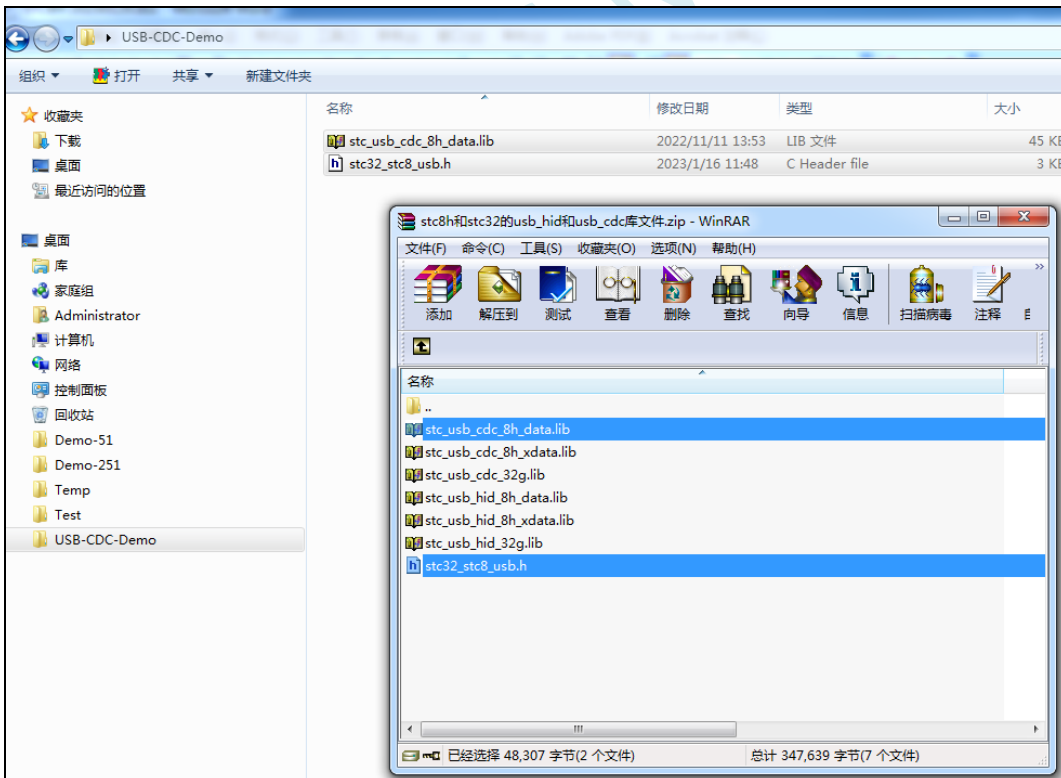 USB-CDC-Demo
组织 打开 共享 新建文件夹
收藏夹
下载
桌面
最近访问的位置
桌面
库
家庭组
Administrator
计算机
网络
控制面板
回收站
Demo-51
Demo-251
Temp
Test
USB-CDC-Demo
名称 修改日期 类型 大小
stc_usb_cdc_8h_data.lib 2022/11/11 13:53 LIB 文件 45 KB
stc32_stc8_usb.h 2023/1/16 11:48 C Header file 3 KB
stc8h和stc32的usb_hid和usb_cdc库文件.zip - WinRAR
文件(F) 命令(C) 工具(S) 收藏夹(O) 选项(N) 帮助(H)
添加 解压到 测试 查看 删除 查找 向导 信息 扫描病毒 注释
名称
..
stc_usb_cdc_8h_data.lib
stc_usb_cdc_8h_xdata.lib
stc_usb_cdc_32g.lib
stc_usb_hid_8h_data.lib
stc_usb_hid_8h_xdata.lib
stc_usb_hid_32g.lib
stc32_stc8_usb.h
已经选择 48,307 字节(2 个文件) 总计 347,639 字节(7 个文件)